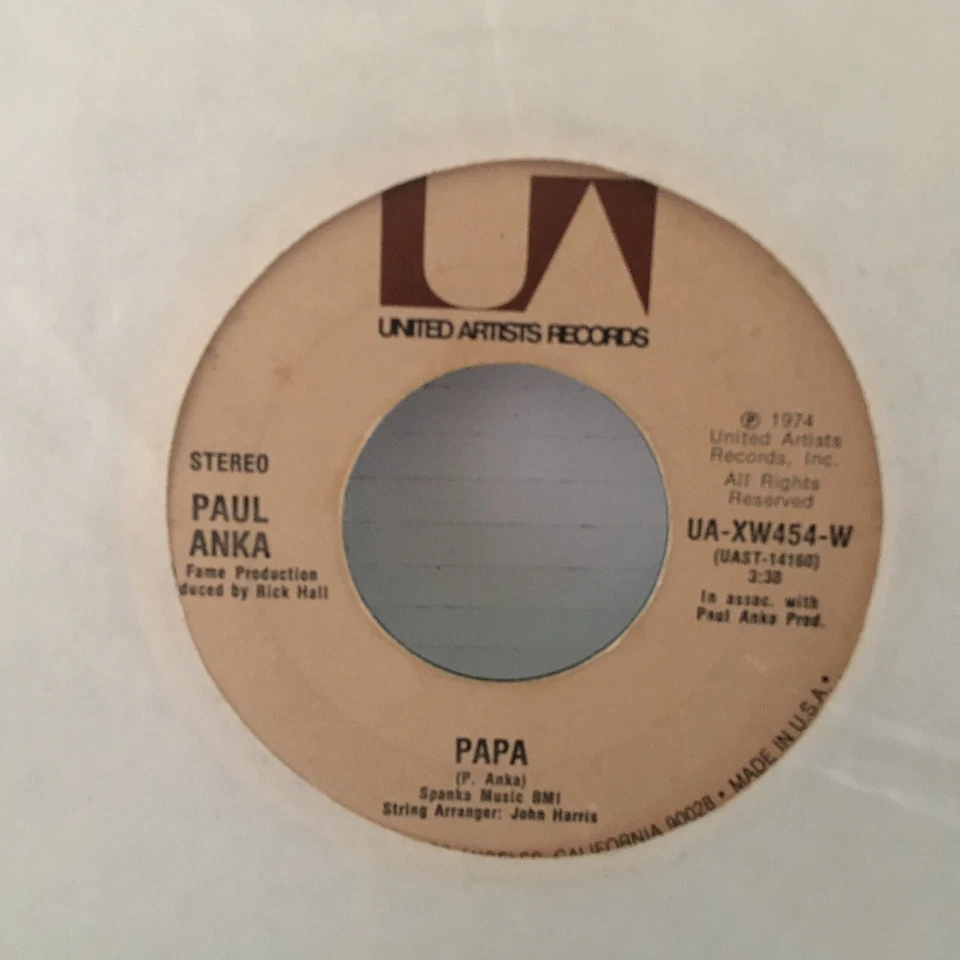 UA
UNITED ARTISTS RECORDS
STEREO
PAUL
ANKA
Fame Production
duced by Rick Hall
℗ 1974
United Artists
Records, Inc.
All Rights
Reserved
UA-XW454-W
(UAST-14160)
3:38
In assoc. with
Paul Anka Prod.
PAPA
(P. Anka)
Spanka Music BMI
String Arranger: John Harris
CALIFORNIA 90028 • MADE IN U.S.A. •